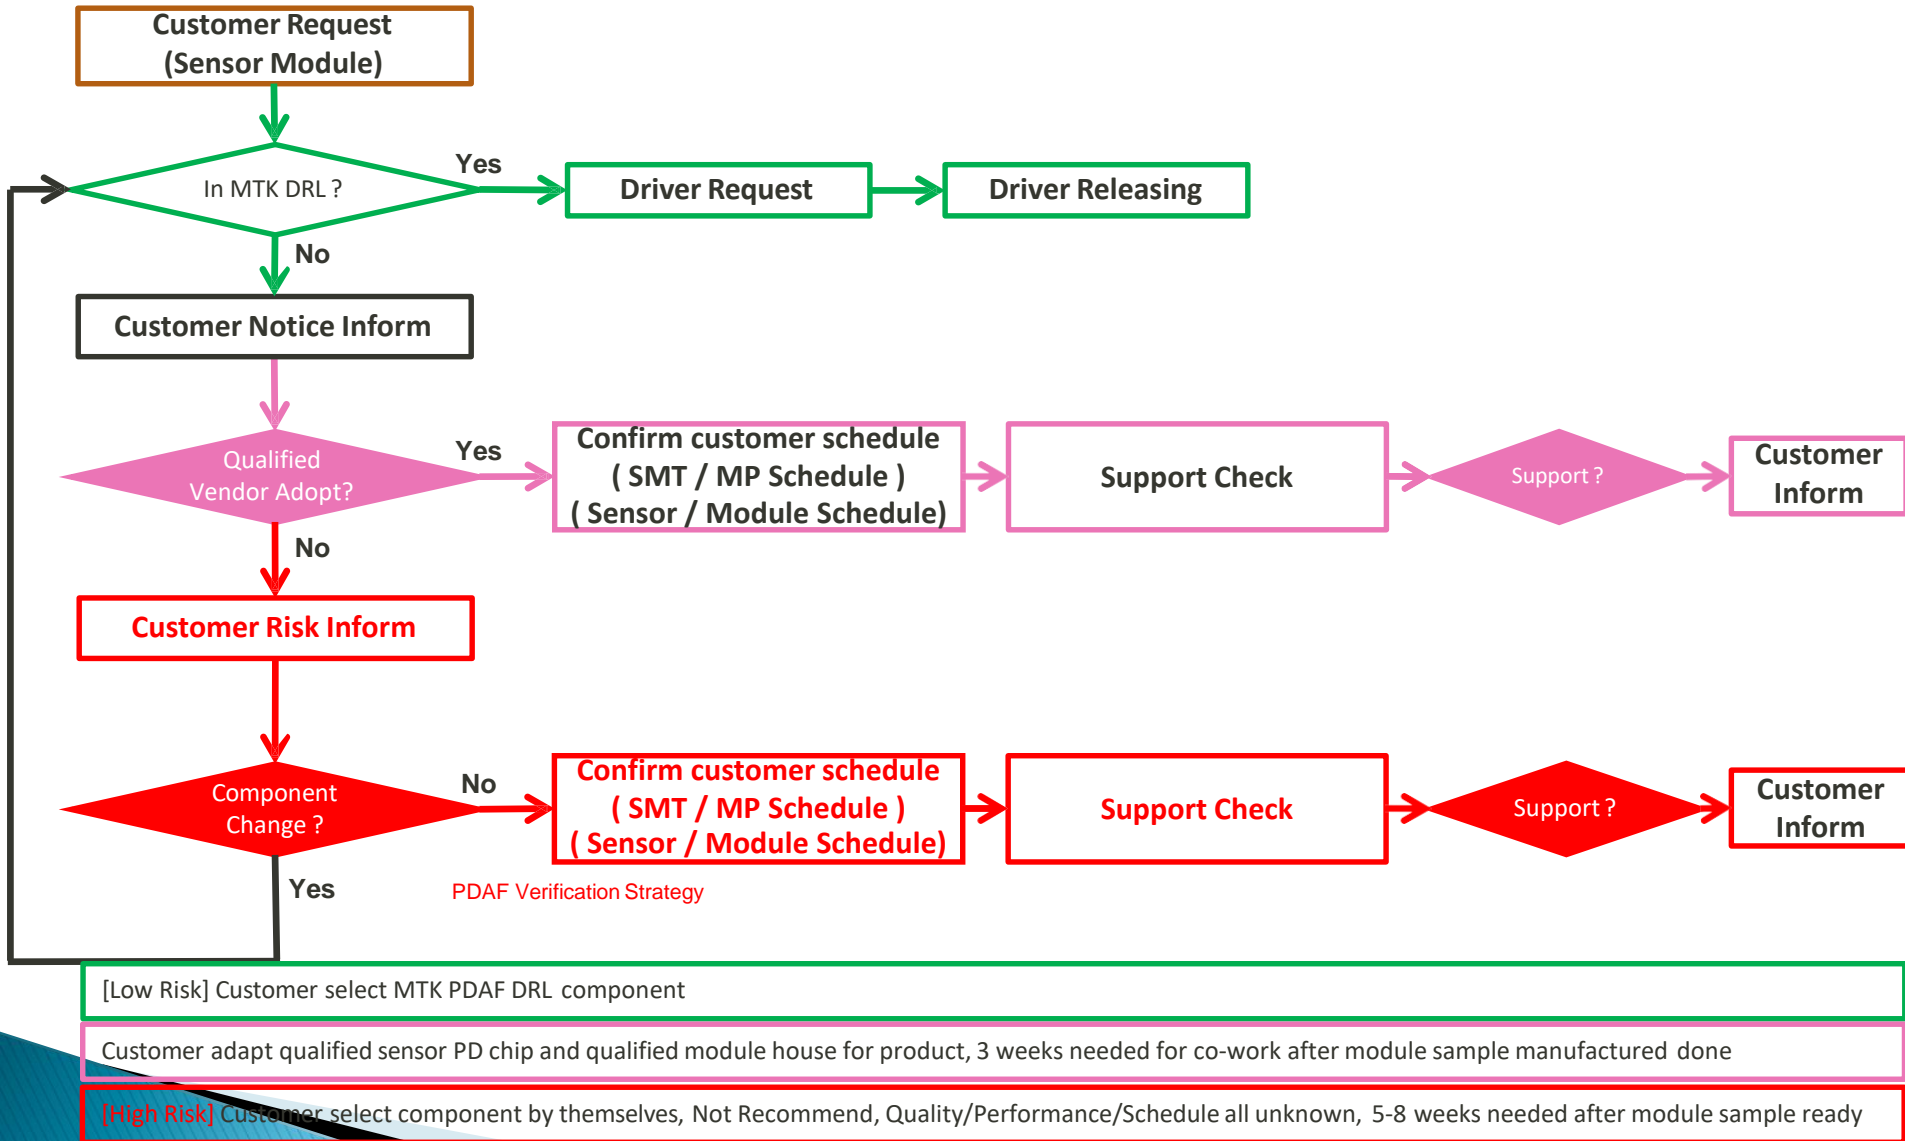 Customer Request
(Sensor Module)
In MTK DRL ?
Yes
Driver Request
Driver Releasing
No
Customer Notice Inform
Qualified
Vendor Adopt?
Yes
Confirm customer schedule
( SMT / MP Schedule )
( Sensor / Module Schedule)
Support Check
Support ?
Customer
Inform
No
Customer Risk Inform
Component
Change ?
No
Confirm customer schedule
( SMT / MP Schedule )
( Sensor / Module Schedule)
Support Check
Support ?
Customer
Inform
Yes
PDAF Verification Strategy
[Low Risk] Customer select MTK PDAF DRL component
Customer adapt qualified sensor PD chip and qualified module house for product, 3 weeks needed for co-work after module sample manufactured done
[High Risk] Customer select component by themselves, Not Recommend, Quality/Performance/Schedule all unknown, 5-8 weeks needed after module sample ready